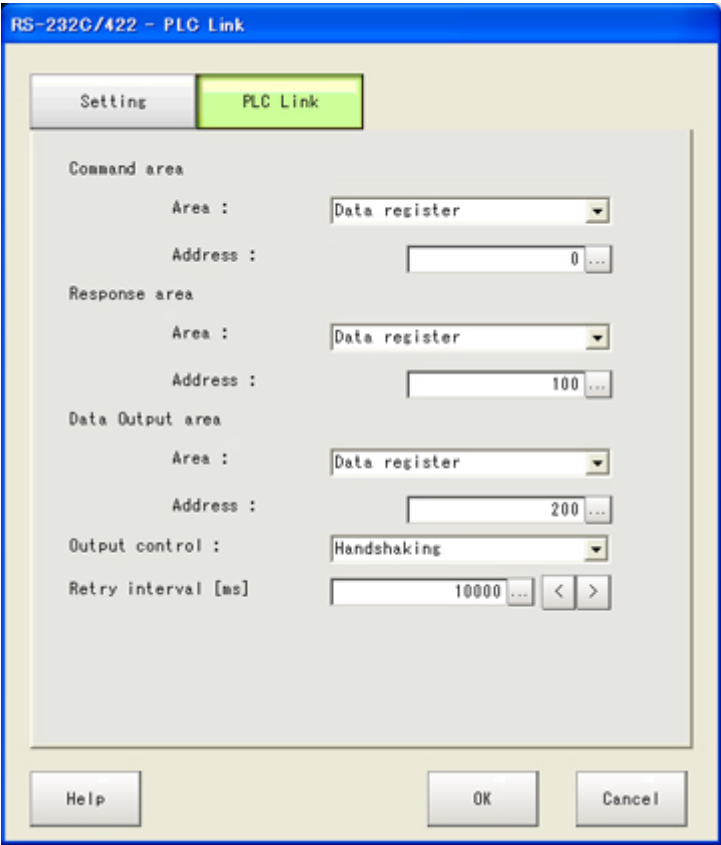 RS-232C/422 - PLC Link
Setting PLC Link
Command area
Area : Data register
Address : 0 ...
Response area
Area : Data register
Address : 100 ...
Data Output area
Area : Data register
Address : 200 ...
Output control : Handshaking
Retry interval [ms] 10000 ... < >
Help OK Cancel